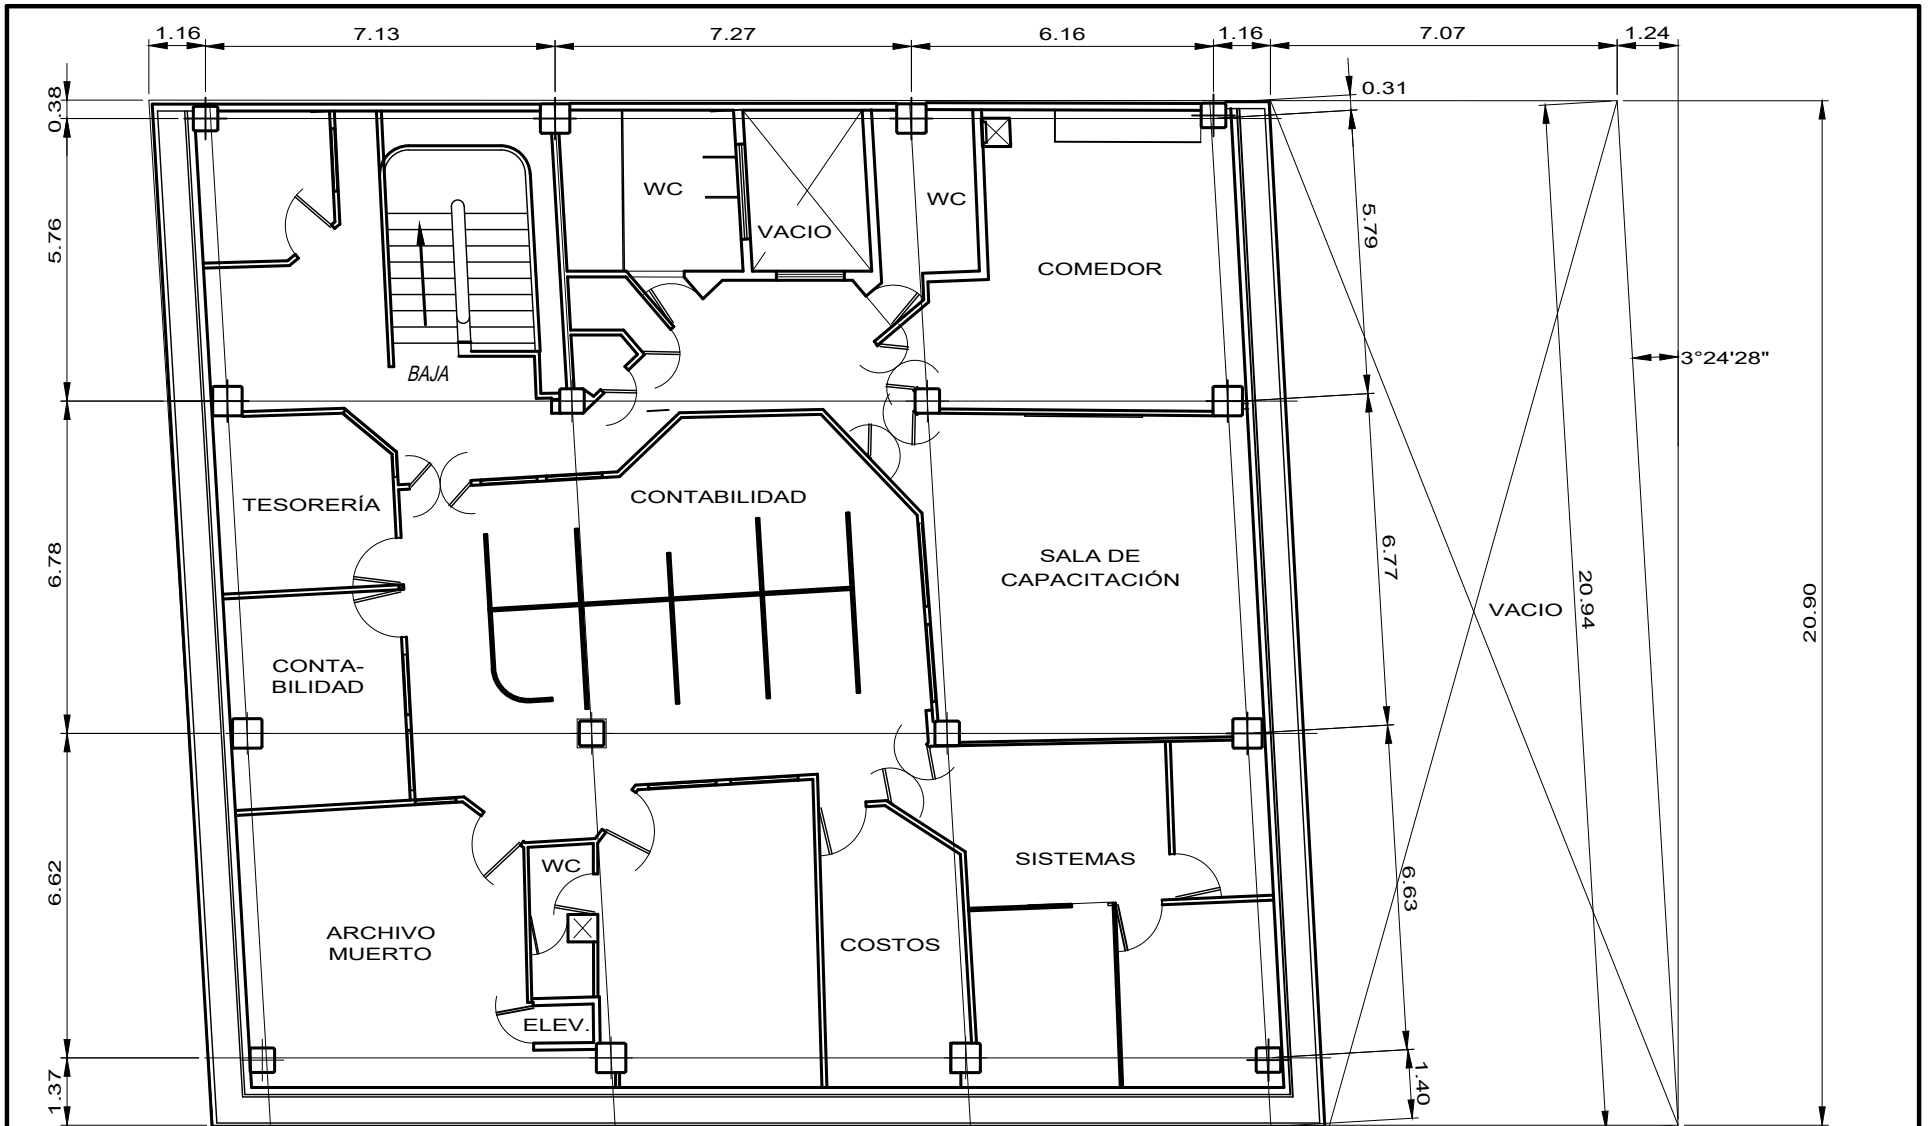 1.16
7.13
7.27
6.16
1.16
7.07
1.24
0.31
0.38
5.76
WC
WC
VACIO
5.79
COMEDOR
3°24'28"
BAJA
TESORERÍA
CONTABILIDAD
6.78
6.77
SALA DE
CAPACITACIÓN
VACIO
20.94
20.90
CONTA-
BILIDAD
6.62
WC
SISTEMAS
6.63
ARCHIVO
MUERTO
COSTOS
ELEV.
1.37
1.40